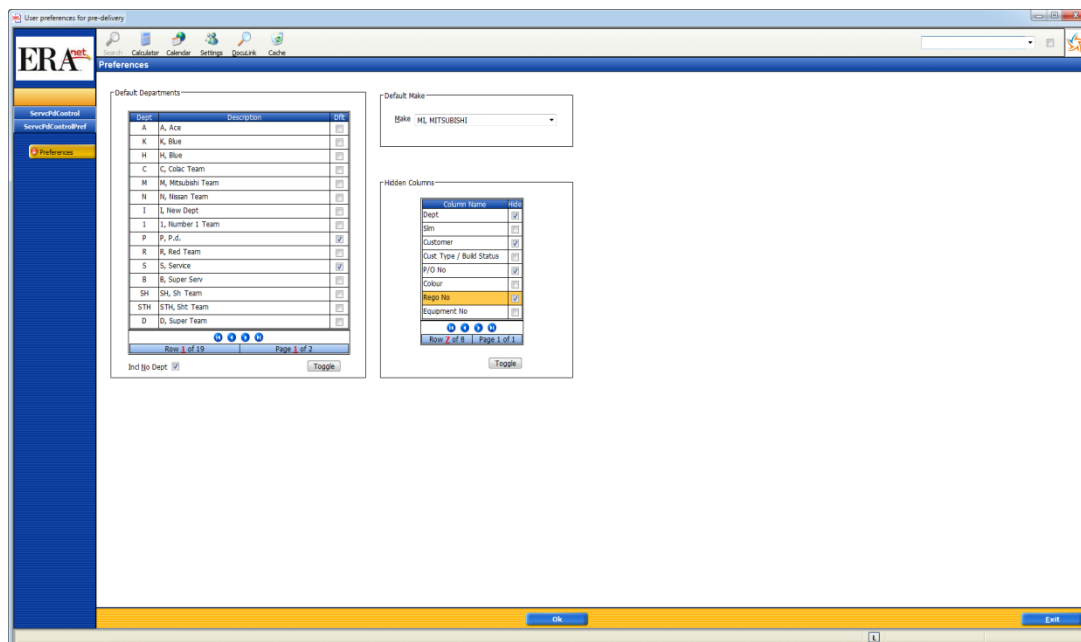 User preferences for pre-delivery
ERAnet
Search Calculator Calendar Settings DocuLink Cache
Preferences
ServcPdControl
ServcPdControlPref
Preferences
Default Departments
Dept Description Dflt
A A, Ace
K K, Blue
H H, Blue
C C, Colac Team
M M, Mitsubishi Team
N N, Nissan Team
I I, New Dept
1 1, Number 1 Team
P P, P.d.
R R, Red Team
S S, Service
B B, Super Serv
SH SH, Sh Team
STH STH, Sht Team
D D, Super Team
Row 1 of 19 Page 1 of 2
Incl No Dept Toggle
Default Make
Make MI, MITSUBISHI
Hidden Columns
Column Name Hide
Dept
Slm
Customer
Cust Type / Build Status
P/O No
Colour
Rego No
Equipment No
Row 7 of 8 Page 1 of 1
Toggle
Ok Exit
L